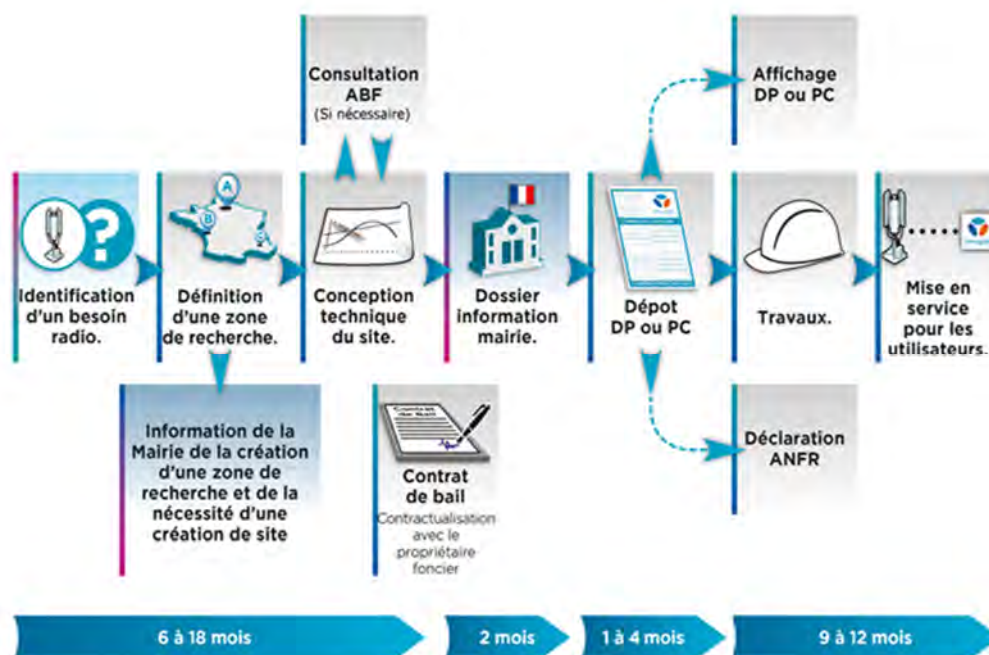 Consultation
ABF
(Si nécessaire)
Affichage
DP ou PC
A
B
Identification
d'un besoin
radio.
Définition
d'une zone
de recherche.
Conception
technique
du site.
Dossier
information
mairie.
Dépot
DP ou PC
Travaux.
Mise en
service
pour les
utilisateurs.
Information de la
Mairie de la création
d'une zone de
recherche et de la
nécessité d'une
création de site
Contrat
de Bail
Contrat
de bail
Contractualisation
avec le
propriétaire
foncier
Déclaration
ANFR
6 à 18 mois
2 mois
1 à 4 mois
9 à 12 mois